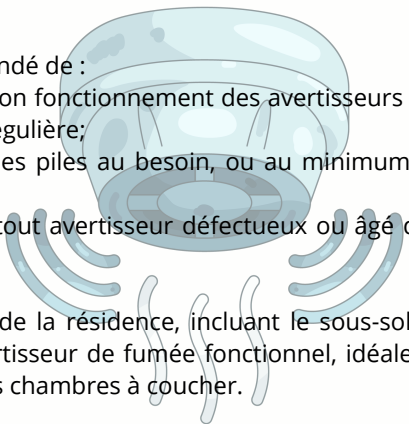 ndé de :
on fonctionnement des avertisseurs
égulière;
es piles au besoin, ou au minimum
tout avertisseur défectueux ou âgé
de la résidence, incluant le sous-sol
rtisseur de fumée fonctionnel, idéale
s chambres à coucher.